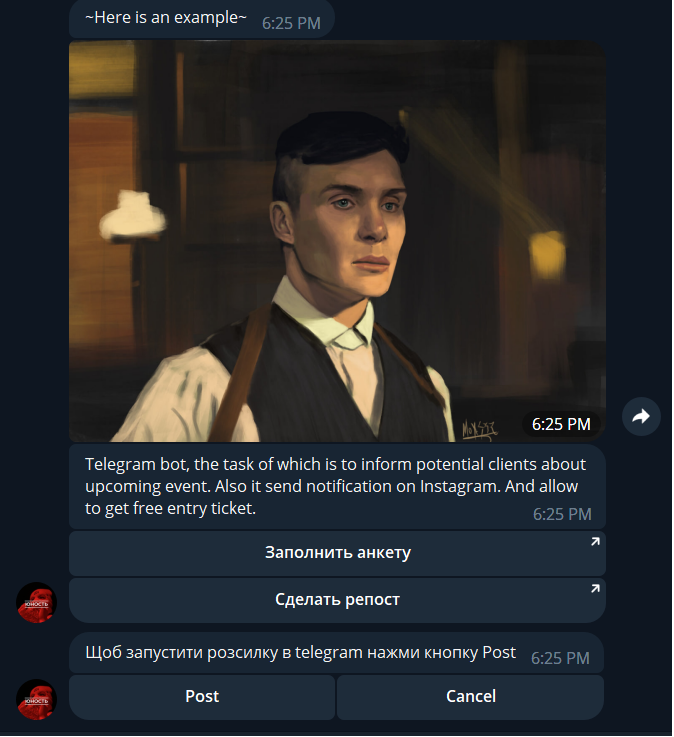 ~Here is an example~ 6:25 PM
6:25 PM
Telegram bot, the task of which is to inform potential clients about
upcoming event. Also it send notification on Instagram. And allow
to get free entry ticket.
6:25 PM
Заполнить анкету
ЮНОСТЬ
Сделать репост
Щоб запустити розсилку в telegram нажми кнопку Post 6:25 PM
ЮНОСТЬ
Post Cancel